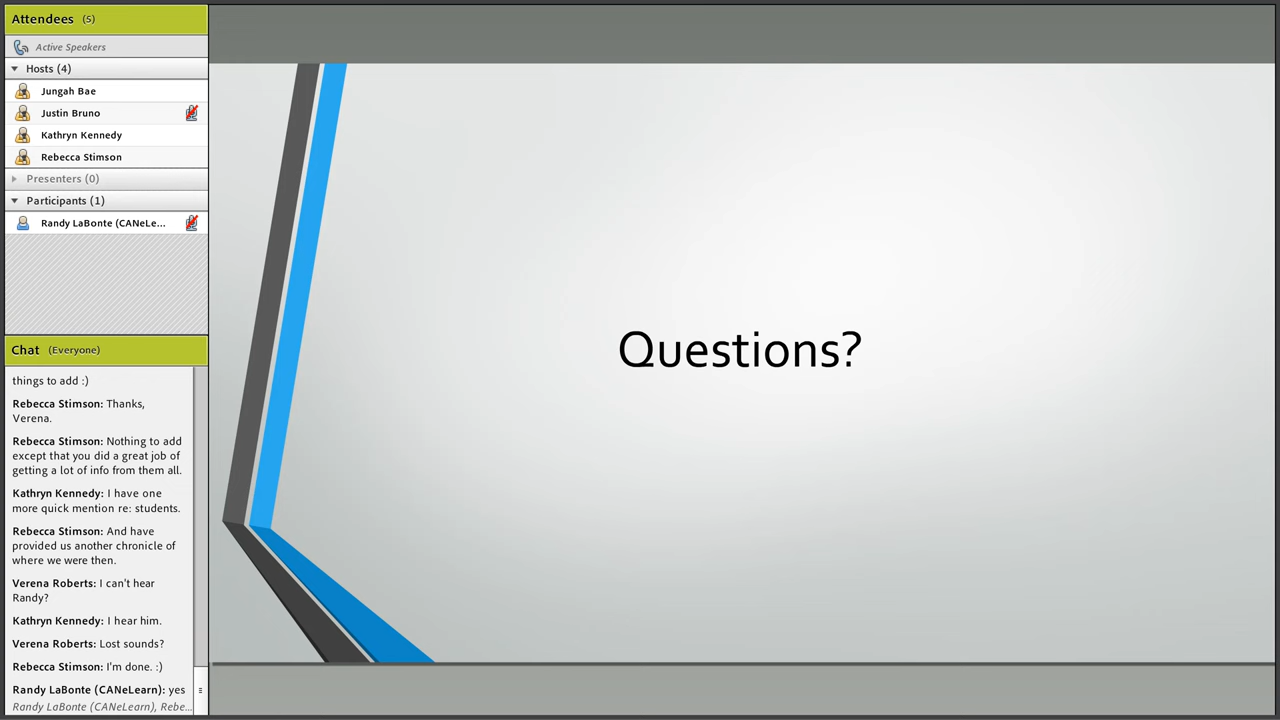 Attendees (5)
Active Speakers
Hosts (4)
Jungah Bae
Justin Bruno
Kathryn Kennedy
Rebecca Stimson
Presenters (0)
Participants (1)
Randy LaBonte (CANeLe...
Chat (Everyone)
things to add :)
Rebecca Stimson: Thanks,
Verena.
Rebecca Stimson: Nothing to add
except that you did a great job of
getting a lot of info from them all.
Kathryn Kennedy: I have one
more quick mention re: students.
Rebecca Stimson: And have
provided us another chronicle of
where we were then.
Verena Roberts: I can't hear
Randy?
Kathryn Kennedy: I hear him.
Verena Roberts: Lost sounds?
Rebecca Stimson: I'm done. :)
Randy LaBonte (CANeLearn): yes
Randy LaBonte (CANeLearn), Rebe...
Questions?